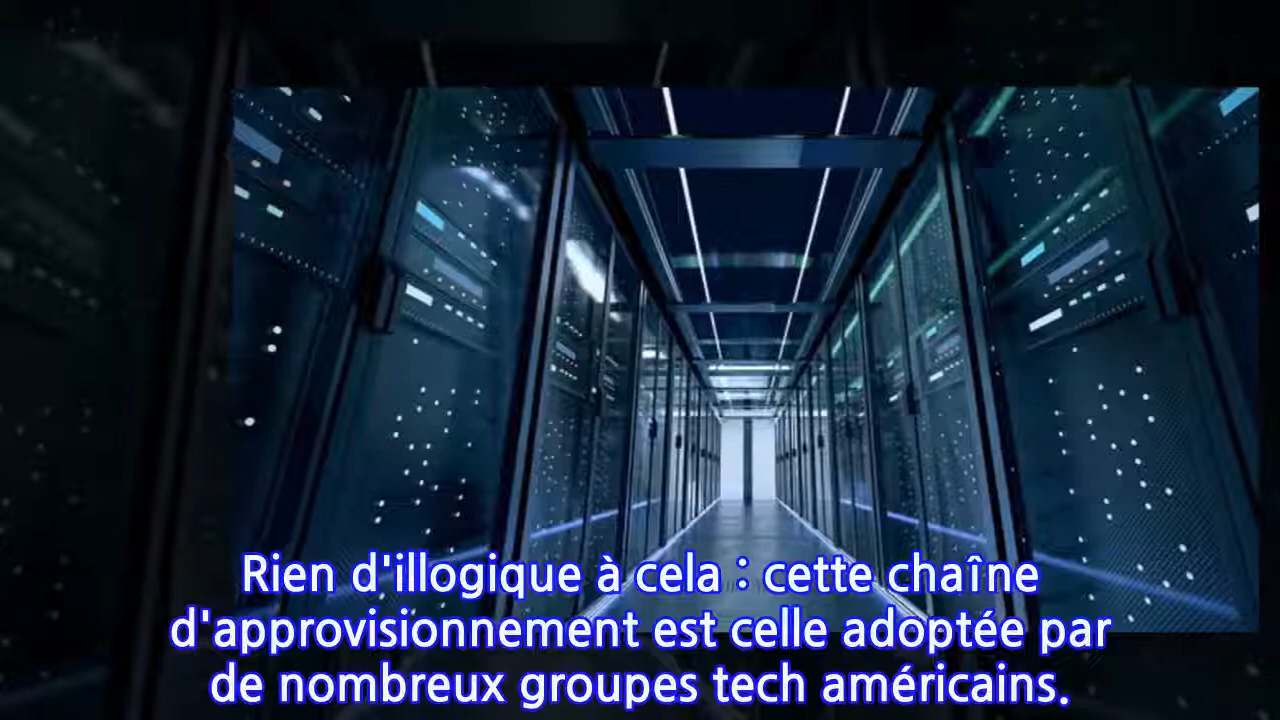 Rien d'illogique à cela : cette chaîne
d'approvisionnement est celle adoptée par
de nombreux groupes tech américains.